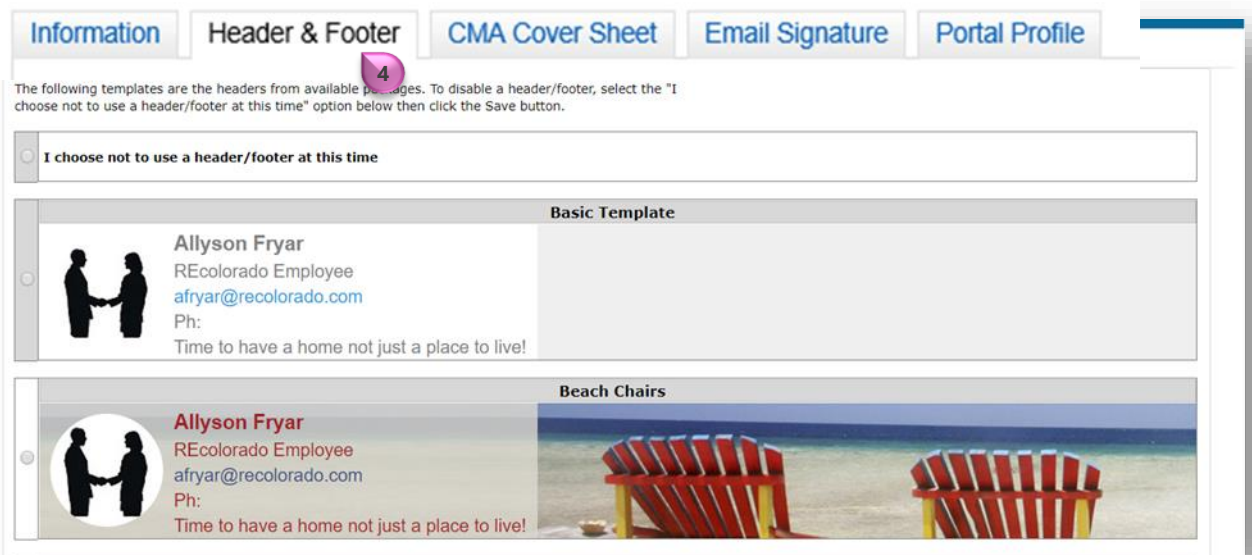 Information Header & Footer CMA Cover Sheet Email Signature Portal Profile
4
The following templates are the headers from available packages. To disable a header/footer, select the "I
choose not to use a header/footer at this time" option below then click the Save button.
I choose not to use a header/footer at this time
Basic Template
Allyson Fryar
REcolorado Employee
afryar@recolorado.com
Ph:
Time to have a home not just a place to live!
Beach Chairs
Allyson Fryar
REcolorado Employee
afryar@recolorado.com
Ph:
Time to have a home not just a place to live!